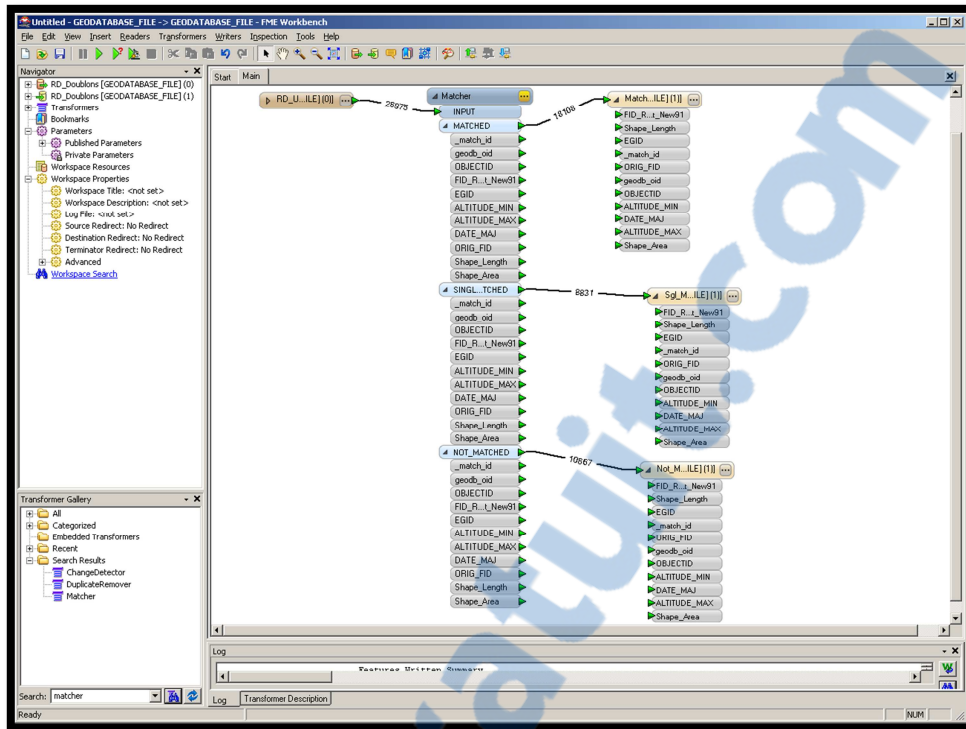 Untitled - GEODATABASE_FILE -> GEODATABASE_FILE - FME Workbench
File Edit View Insert Readers Transformers Writers Inspection Tools Help
Navigator
RD_Doublons [GEODATABASE_FILE] (0)
RD_Doublons [GEODATABASE_FILE] (1)
Transformers
Bookmarks
Parameters
Published Parameters
Private Parameters
Workspace Resources
Workspace Properties
Workspace Title: <not set>
Workspace Description: <not set>
Log File: <not set>
Source Redirect: No Redirect
Destination Redirect: No Redirect
Terminator Redirect: No Redirect
Advanced
Workspace Search
Transformer Gallery
All
Categorized
Embedded Transformers
Recent
Search Results
ChangeDetector
DuplicateRemover
Matcher
Search: matcher
Start Main
RD_U...ILE] (0)]
Matcher
INPUT
MATCHED
_match_id
geodb_oid
OBJECTID
FID_R...t_New91
EGID
ALTITUDE_MIN
ALTITUDE_MAX
DATE_MAJ
ORIG_FID
Shape_Length
Shape_Area
SINGL...TCHED
_match_id
geodb_oid
OBJECTID
FID_R...t_New91
EGID
ALTITUDE_MIN
ALTITUDE_MAX
DATE_MAJ
ORIG_FID
Shape_Length
Shape_Area
NOT_MATCHED
_match_id
geodb_oid
OBJECTID
FID_R...t_New91
EGID
ALTITUDE_MIN
ALTITUDE_MAX
DATE_MAJ
ORIG_FID
Shape_Length
Shape_Area
18108
Match...ILE] (1)]
FID_R...t_New91
Shape_Length
EGID
_match_id
ORIG_FID
geodb_oid
OBJECTID
ALTITUDE_MIN
DATE_MAJ
ALTITUDE_MAX
Shape_Area
8831
Sgl_M...ILE] (1)]
FID_R...t_New91
Shape_Length
EGID
_match_id
ORIG_FID
geodb_oid
OBJECTID
ALTITUDE_MIN
DATE_MAJ
ALTITUDE_MAX
Shape_Area
10867
Not_M...ILE] (1)]
FID_R...t_New91
Shape_Length
EGID
_match_id
ORIG_FID
geodb_oid
OBJECTID
ALTITUDE_MIN
DATE_MAJ
ALTITUDE_MAX
Shape_Area
Log
Features Written Summary
Log Transformer Description
Ready
NUM